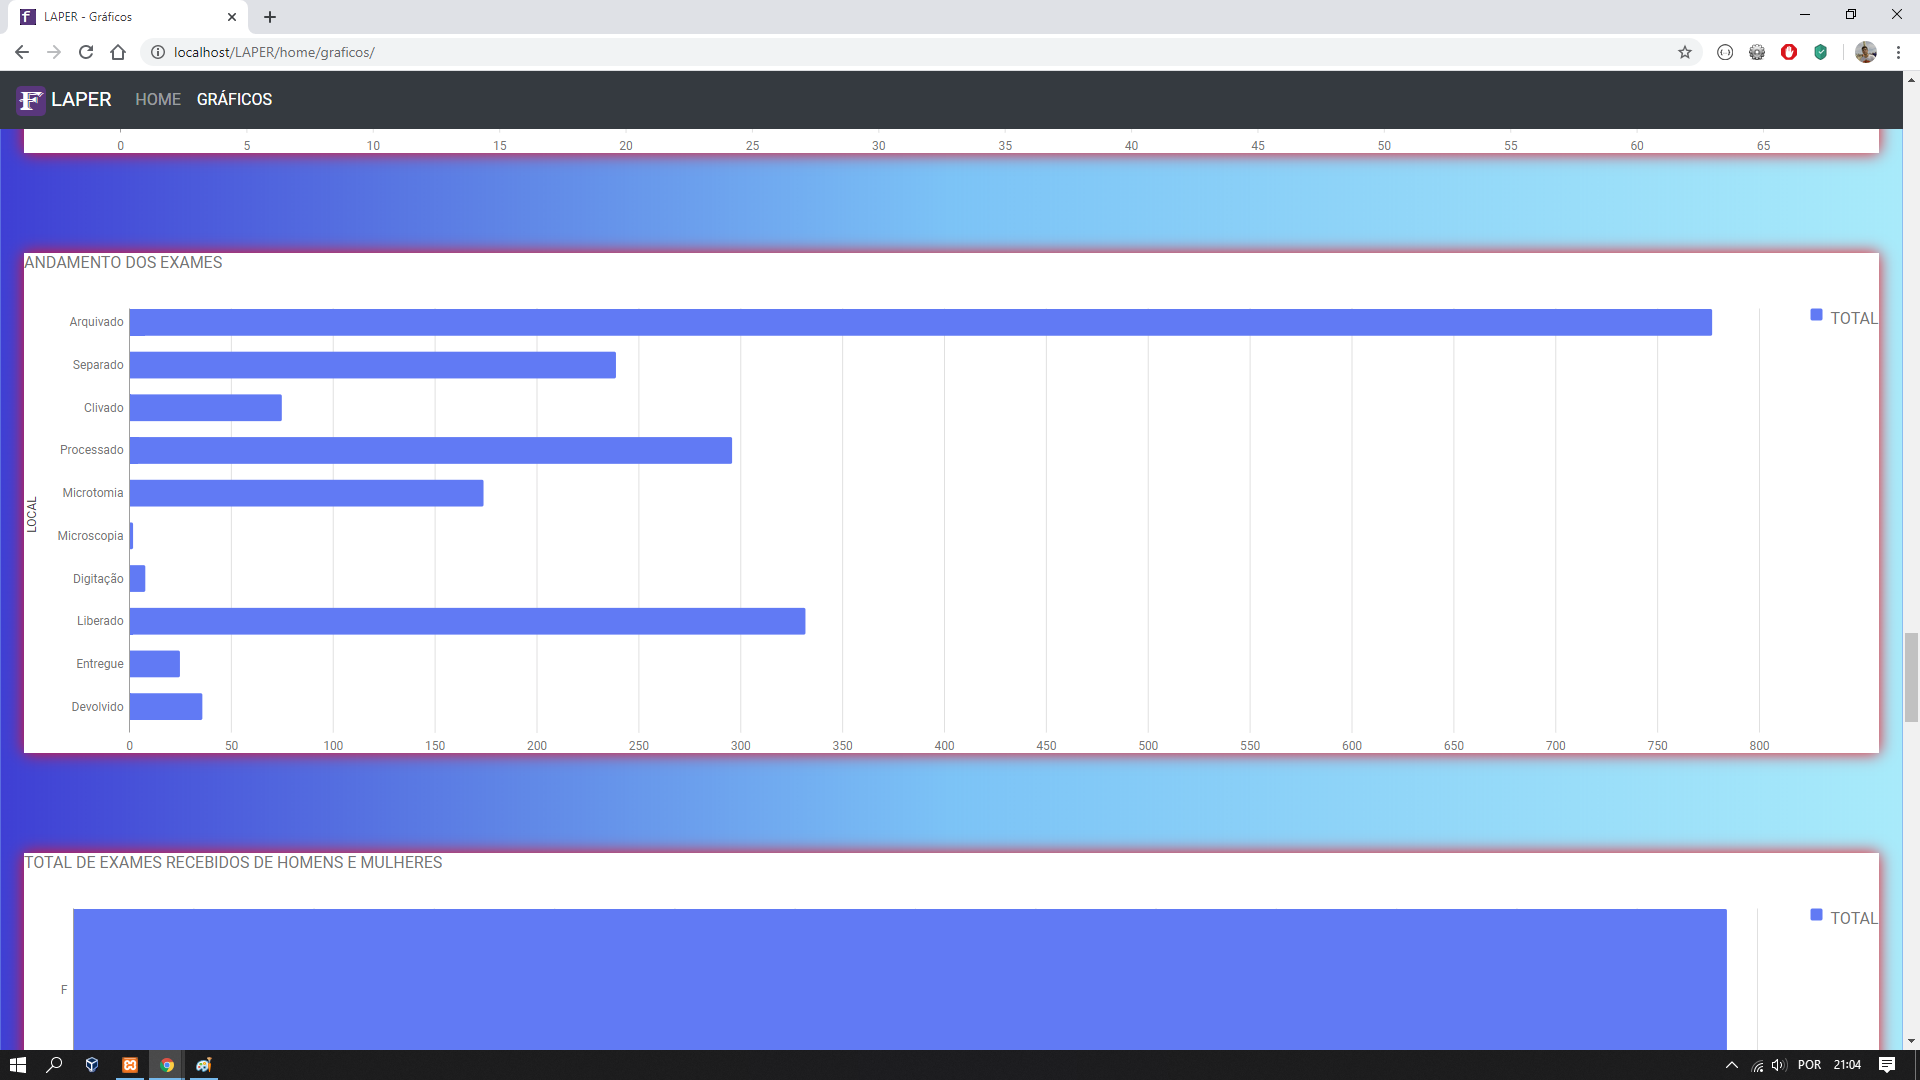 LAPER - Gráficos
localhost/LAPER/home/graficos/
LAPER HOME GRÁFICOS
0 5 10 15 20 25 30 35 40 45 50 55 60 65
ANDAMENTO DOS EXAMES
TOTAL
LOCAL
Arquivado
Separado
Clivado
Processado
Microtomia
Microscopia
Digitação
Liberado
Entregue
Devolvido
0 50 100 150 200 250 300 350 400 450 500 550 600 650 700 750 800
TOTAL DE EXAMES RECEBIDOS DE HOMENS E MULHERES
TOTAL
F
POR 21:04